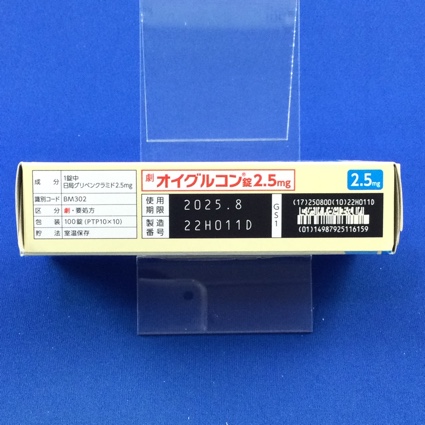 成　分　1錠中
日局グリベンクラミド2.5mg
識別コード　BM302
区　分　劇・要処方
包　装　100錠（PTP10×10）
貯　法　室温保存
劇 オイグルコン®錠2.5mg
使用
期限　2025.8
製造
番号　22H011D
GS1
2.5mg
(17)250800(10)22H011D
(01)14987925116159